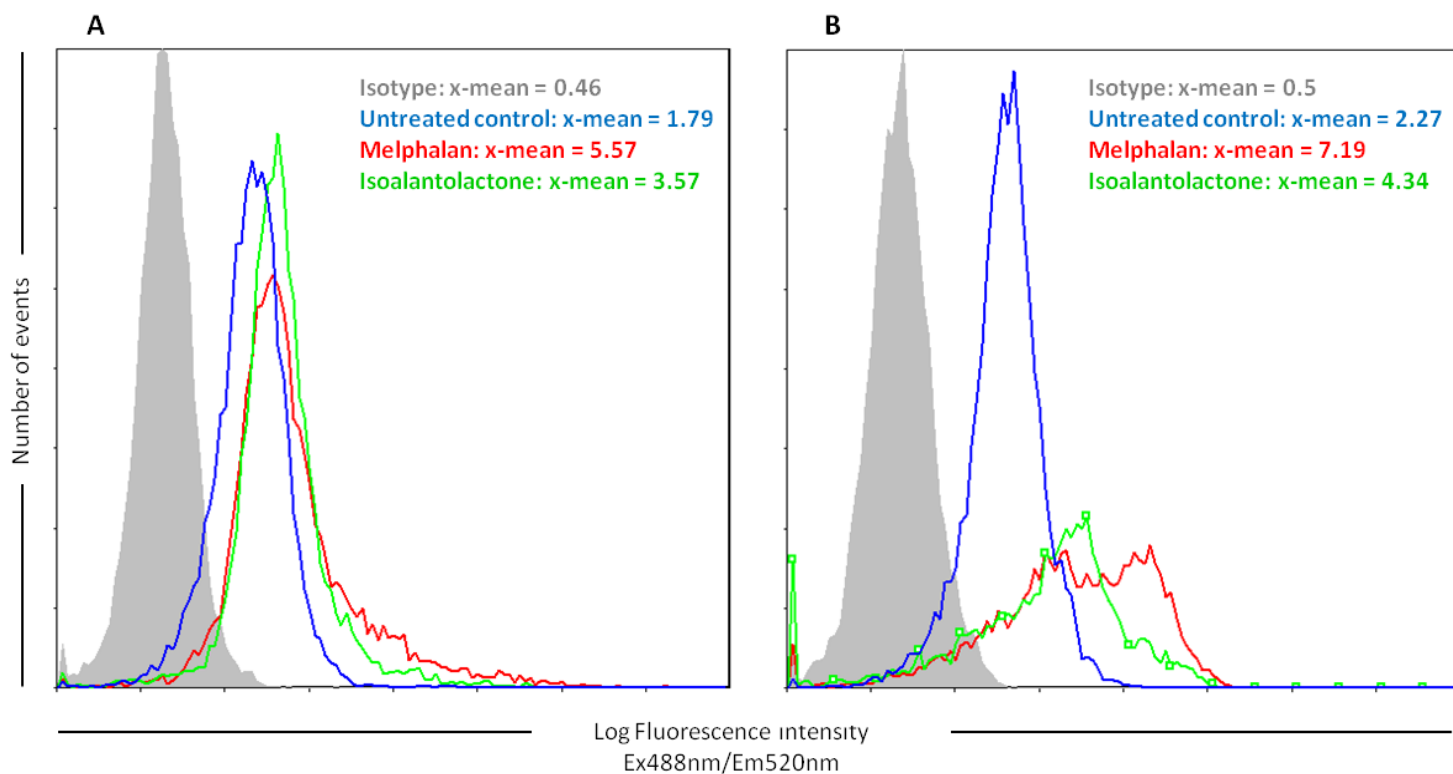 A
Isotype: x-mean = 0.46
Untreated control: x-mean = 1.79
Melphalan: x-mean = 5.57
Isoalantolactone: x-mean = 3.57
B
Isotype: x-mean = 0.5
Untreated control: x-mean = 2.27
Melphalan: x-mean = 7.19
Isoalantolactone: x-mean = 4.34
Number of events
Log Fluorescence intensity
Ex488nm/Em520nm